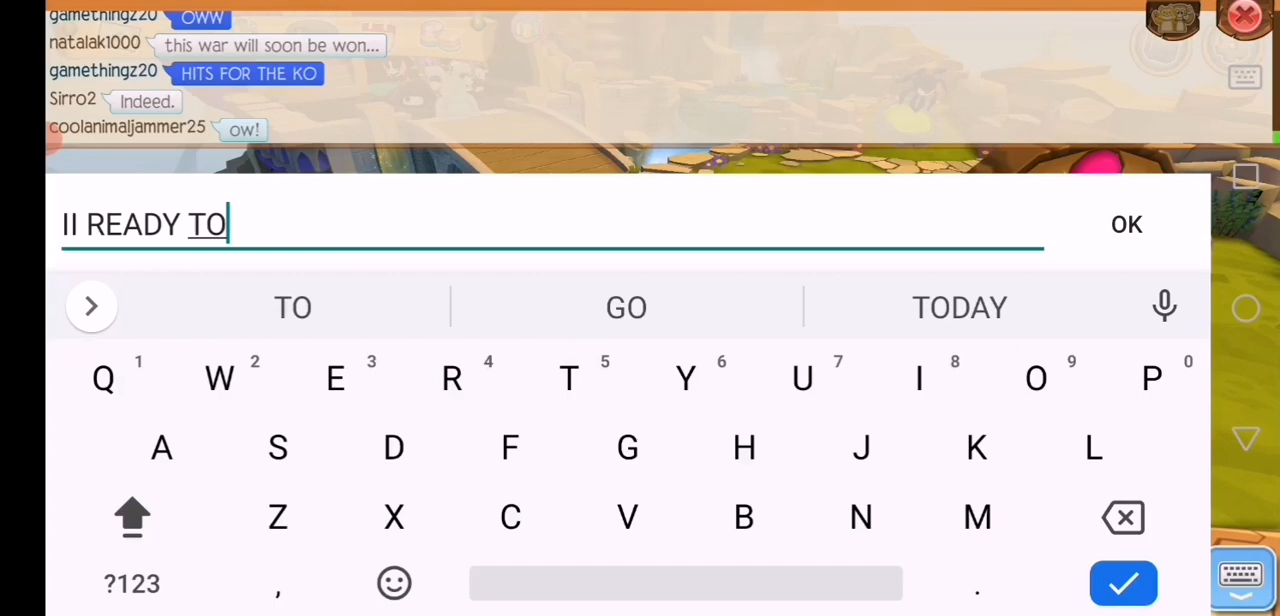 gamethingz20 OWW
natalak1000 this war will soon be won...
gamethingz20 HITS FOR THE KO
Sirro2 Indeed.
coolanimaljammer25 ow!
II READY TO OK
TO GO TODAY
Q 1 W 2 E 3 R 4 T 5 Y 6 U 7 I 8 O 9 P 0
A S D F G H J K L
Z X C V B N M
?123 , .